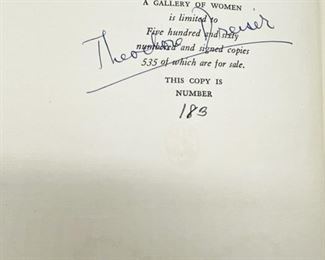 A GALLERY OF WOMEN
is limited to
Five hundred and sixty
Theodore Dreiser
numbered and signed copies
535 of which are for sale.
THIS COPY IS
NUMBER
183